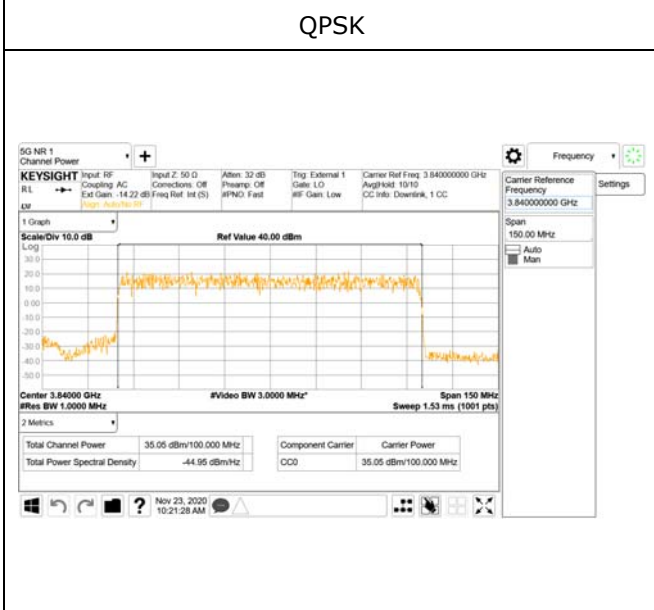 QPSK
5G NR 1
Channel Power
+
Frequency
KEYSIGHT
RL
Input: RF
Coupling: AC
Ext Gain: -14.22 dB
Align: Auto/No RF
Input Z: 50 Ω
Corrections: Off
Freq Ref: Int (S)
Atten: 32 dB
Preamp: Off
#PNO: Fast
Trig: External 1
Gate: LO
#IF Gain: Low
Carrier Ref Freq: 3.840000000 GHz
Avg|Hold: 10/10
CC Info: Downlink, 1 CC
Carrier Reference
Frequency
3.840000000 GHz
Settings
Span
150.00 MHz
Auto
Man
1 Graph
Scale/Div 10.0 dB
Ref Value 40.00 dBm
Log
30.0
20.0
10.0
0.00
-10.0
-20.0
-30.0
-40.0
-50.0
Center 3.84000 GHz
#Video BW 3.0000 MHz*
Span 150 MHz
#Res BW 1.0000 MHz
Sweep 1.53 ms (1001 pts)
2 Metrics
Total Channel Power
35.05 dBm/100.000 MHz
Total Power Spectral Density
-44.95 dBm/Hz
Component Carrier
Carrier Power
CC0
35.05 dBm/100.000 MHz
?
Nov 23, 2020
10:21:28 AM